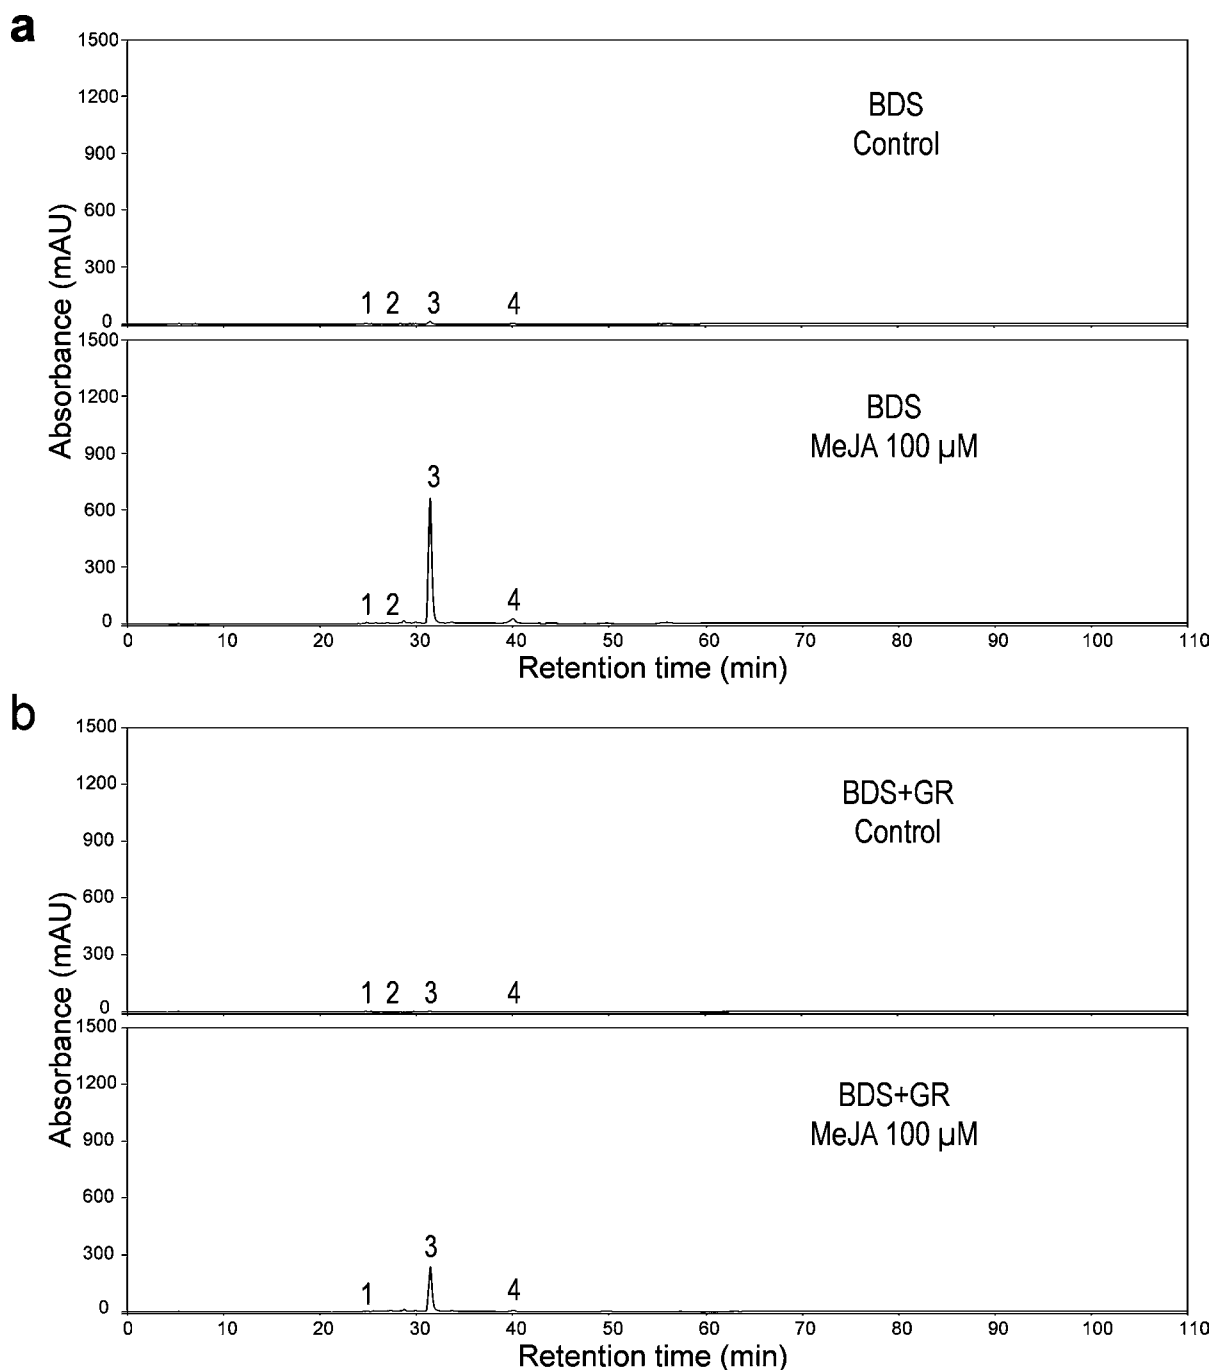 a
Absorbance (mAU)
1500
1200
900
600
300
0
BDS
Control
1 2 3 4
1500
1200
900
600
300
0
BDS
MeJA 100 µM
3
1 2 4
0 10 20 30 40 50 60 70 80 90 100 110
Retention time (min)
b
Absorbance (mAU)
1500
1200
900
600
300
0
BDS+GR
Control
1 2 3 4
1500
1200
900
600
300
0
BDS+GR
MeJA 100 µM
3
1 4
0 10 20 30 40 50 60 70 80 90 100 110
Retention time (min)